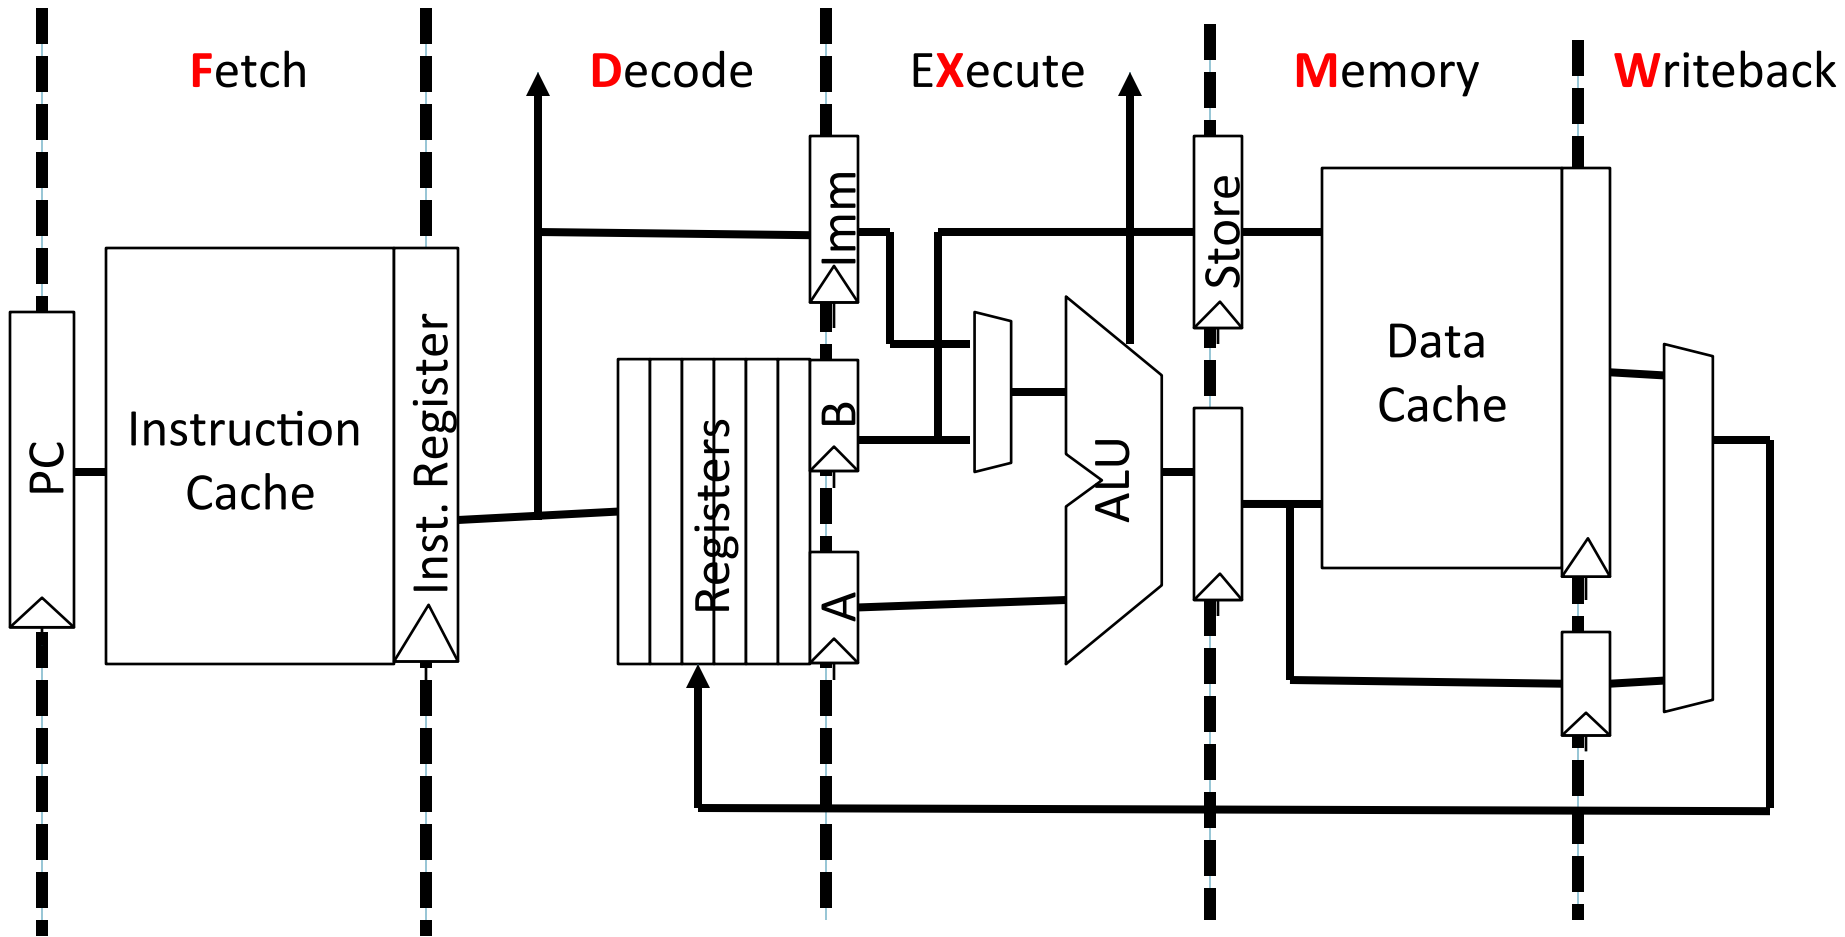 Fetch
Decode
EXecute
Memory
Writeback
PC
Instruction
Cache
Inst. Register
Registers
Imm
B
A
ALU
Store
Data
Cache